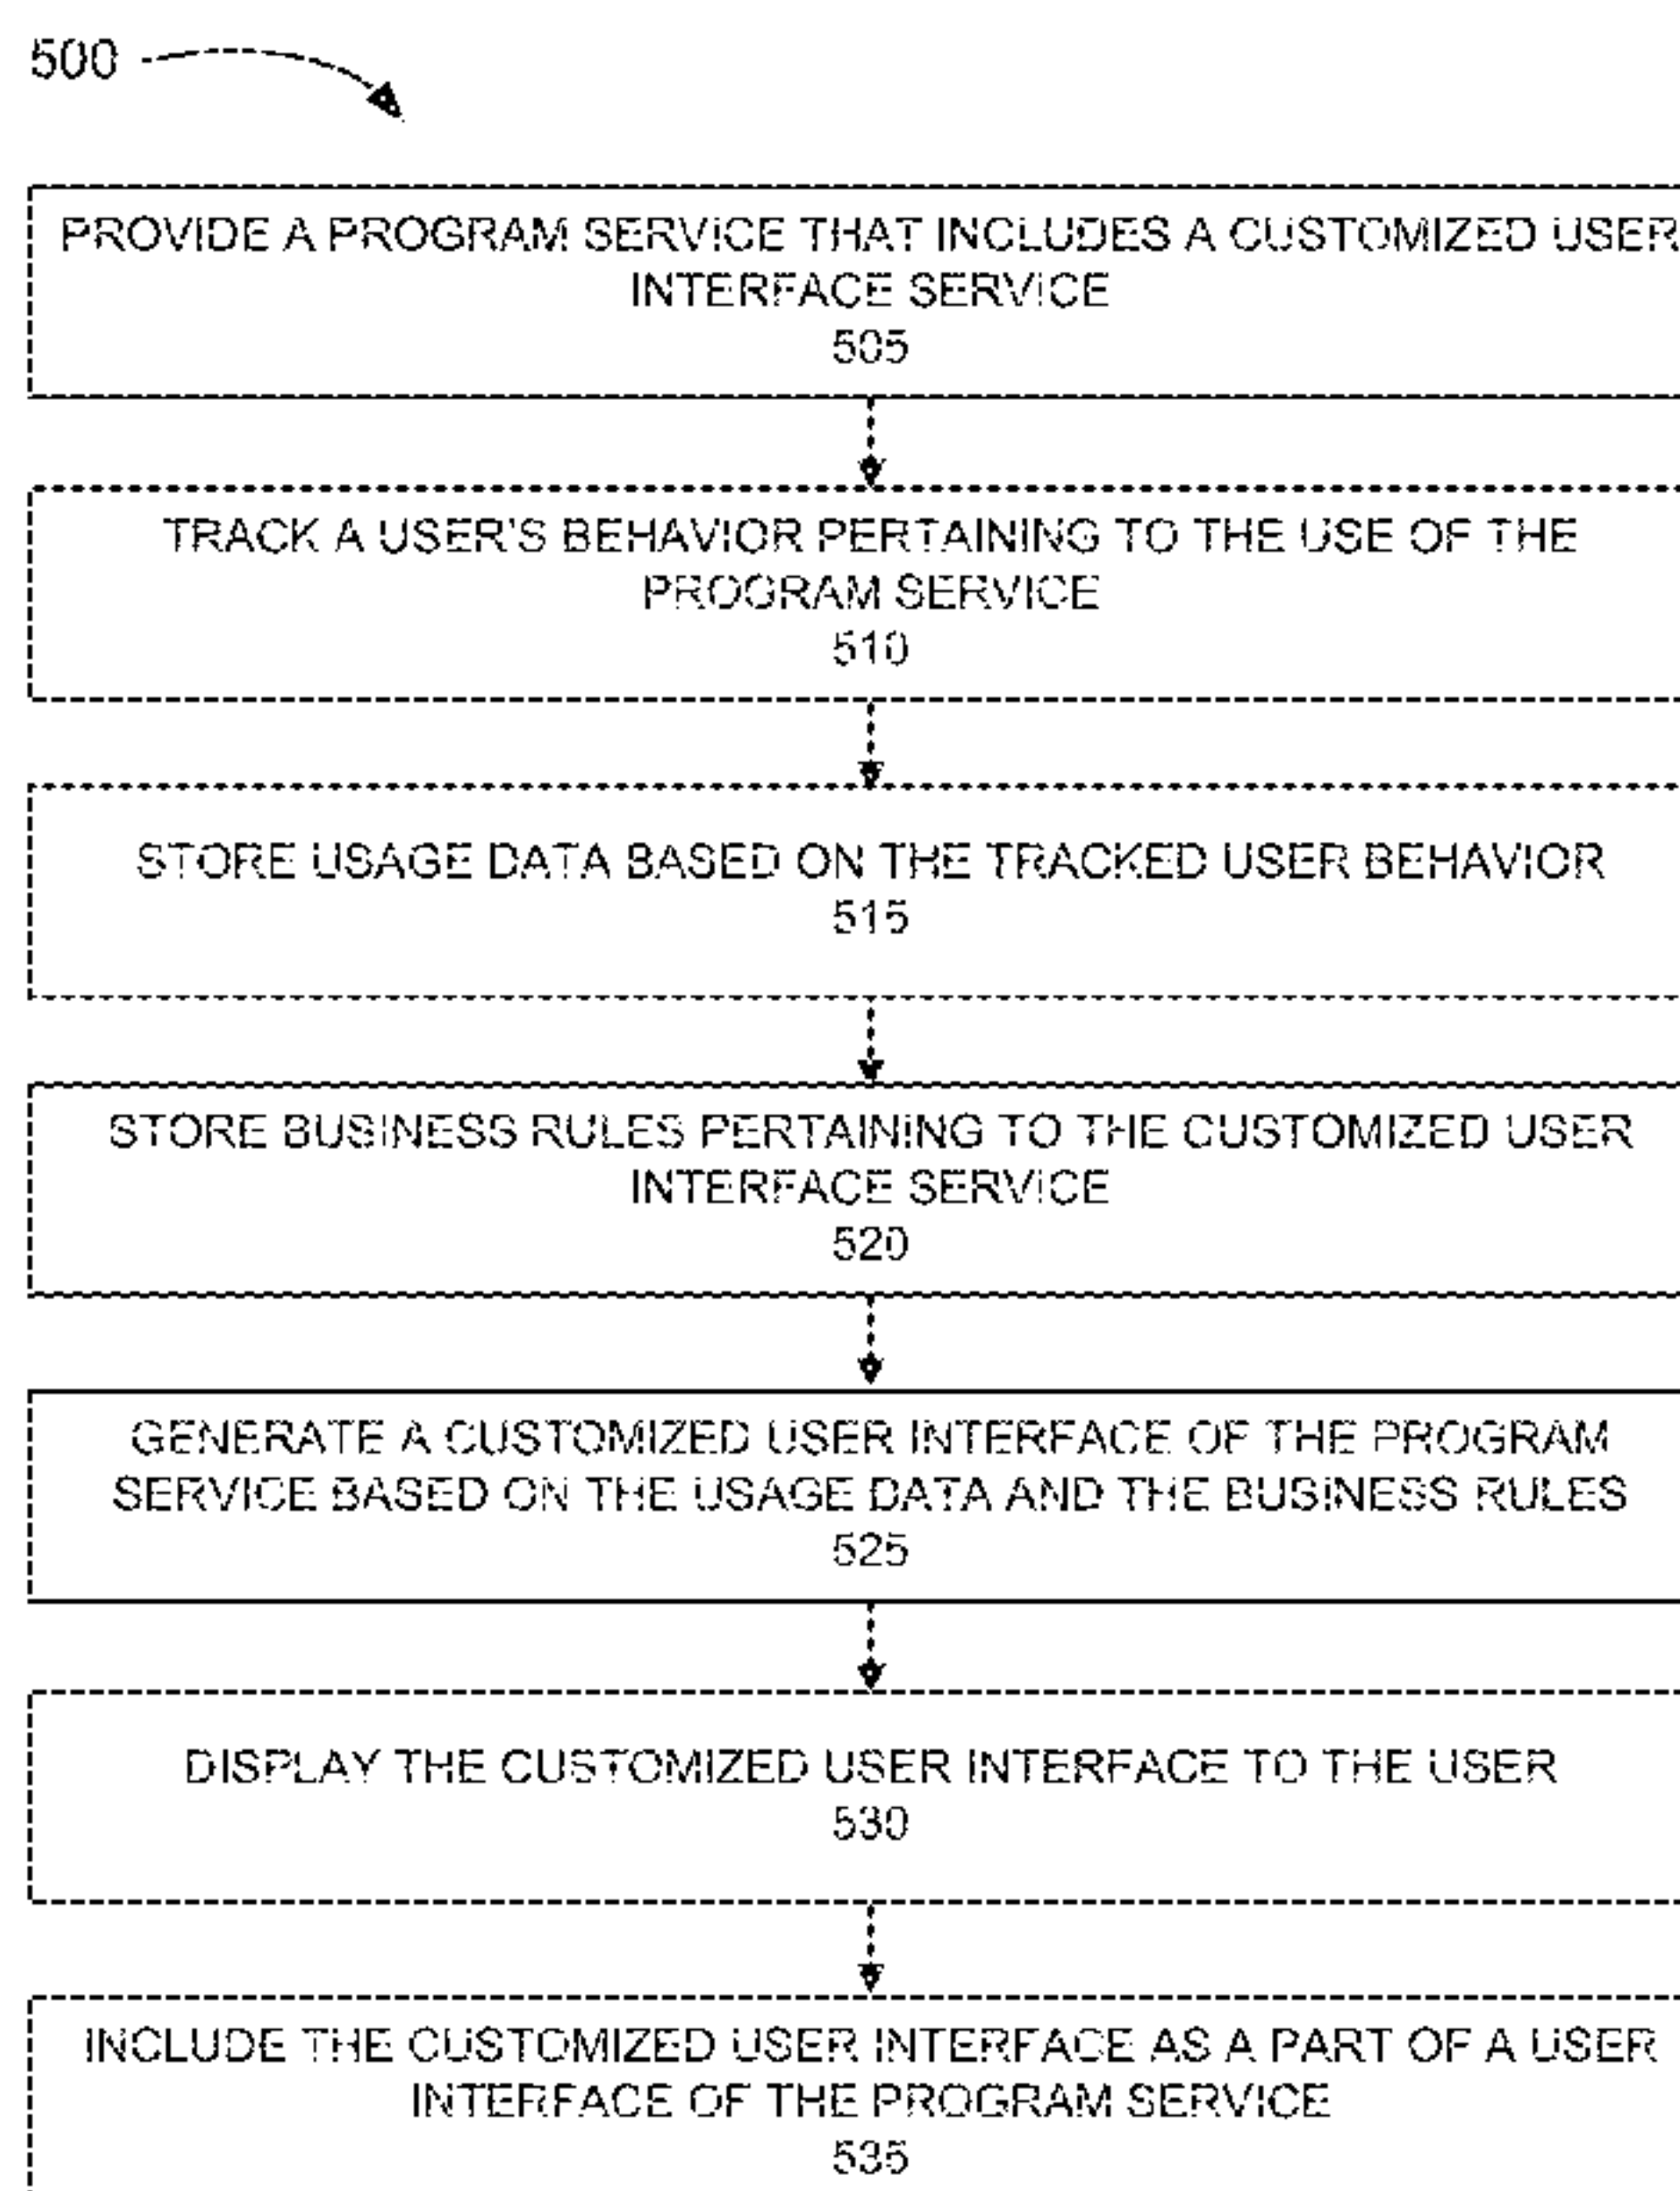 500
PROVIDE A PROGRAM SERVICE THAT INCLUDES A CUSTOMIZED USER
INTERFACE SERVICE
505
TRACK A USER'S BEHAVIOR PERTAINING TO THE USE OF THE
PROGRAM SERVICE
510
STORE USAGE DATA BASED ON THE TRACKED USER BEHAVIOR
515
STORE BUSINESS RULES PERTAINING TO THE CUSTOMIZED USER
INTERFACE SERVICE
520
GENERATE A CUSTOMIZED USER INTERFACE OF THE PROGRAM
SERVICE BASED ON THE USAGE DATA AND THE BUSINESS RULES
525
DISPLAY THE CUSTOMIZED USER INTERFACE TO THE USER
530
INCLUDE THE CUSTOMIZED USER INTERFACE AS A PART OF A USER
INTERFACE OF THE PROGRAM SERVICE
535